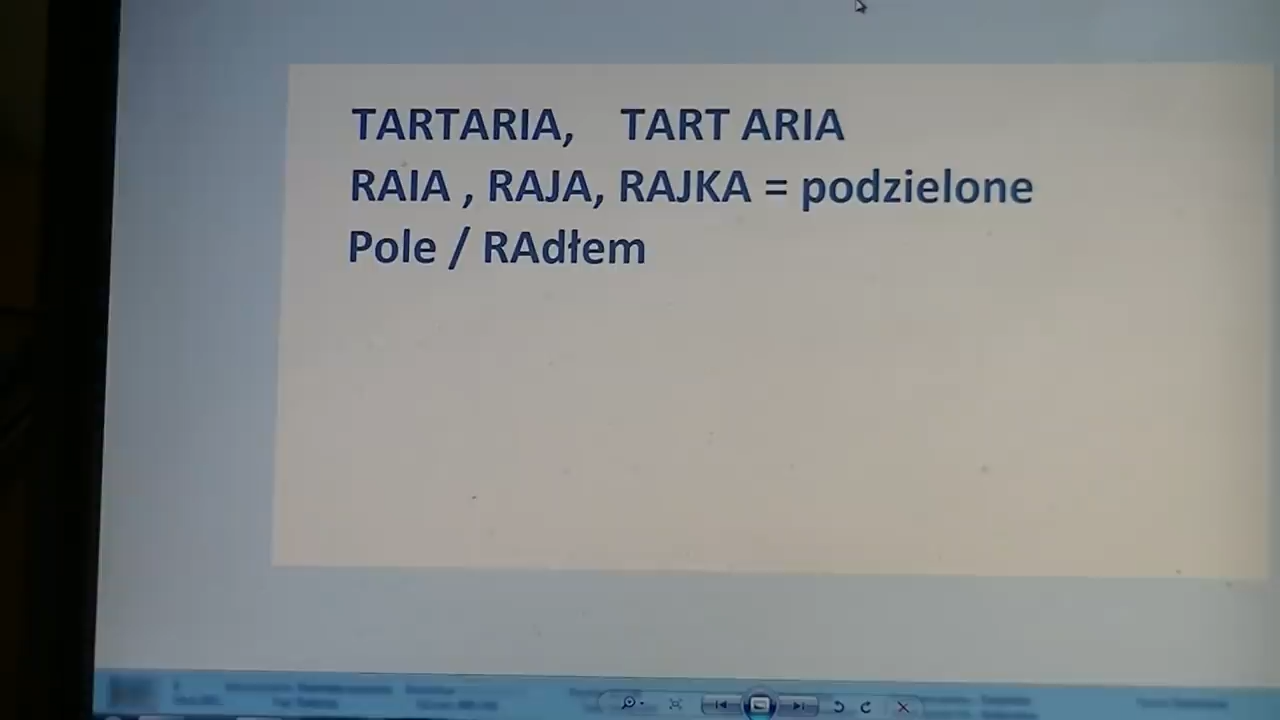 TARTARIA, TART ARIA
RAIA , RAJA, RAJKA = podzielone
Pole / RAdłem